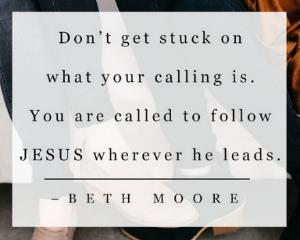 Don't get stuck on
what your calling is.
You are called to follow
JESUS wherever he leads.
– BETH MOORE